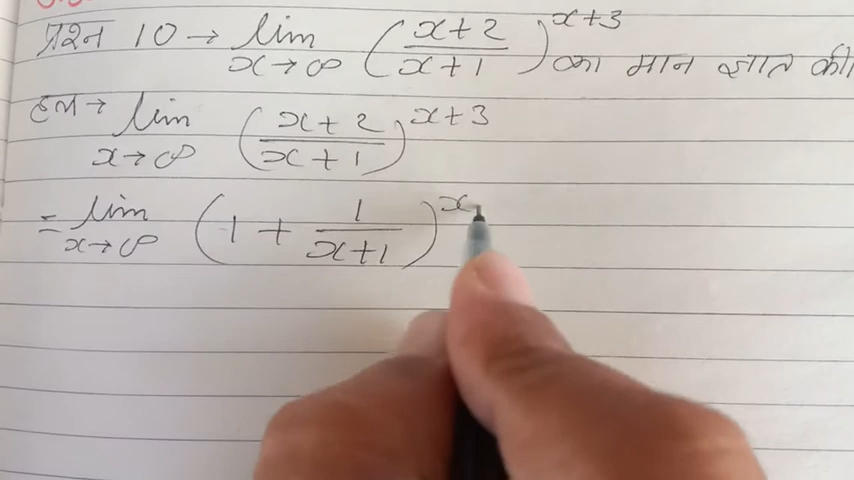 प्रश्न 10 → lim x→∞ (x+2 / x+1)^x+3 का मान ज्ञात की
हल → lim x→∞ (x+2 / x+1)^x+3
= lim x→∞ (1 + 1 / x+1)^x